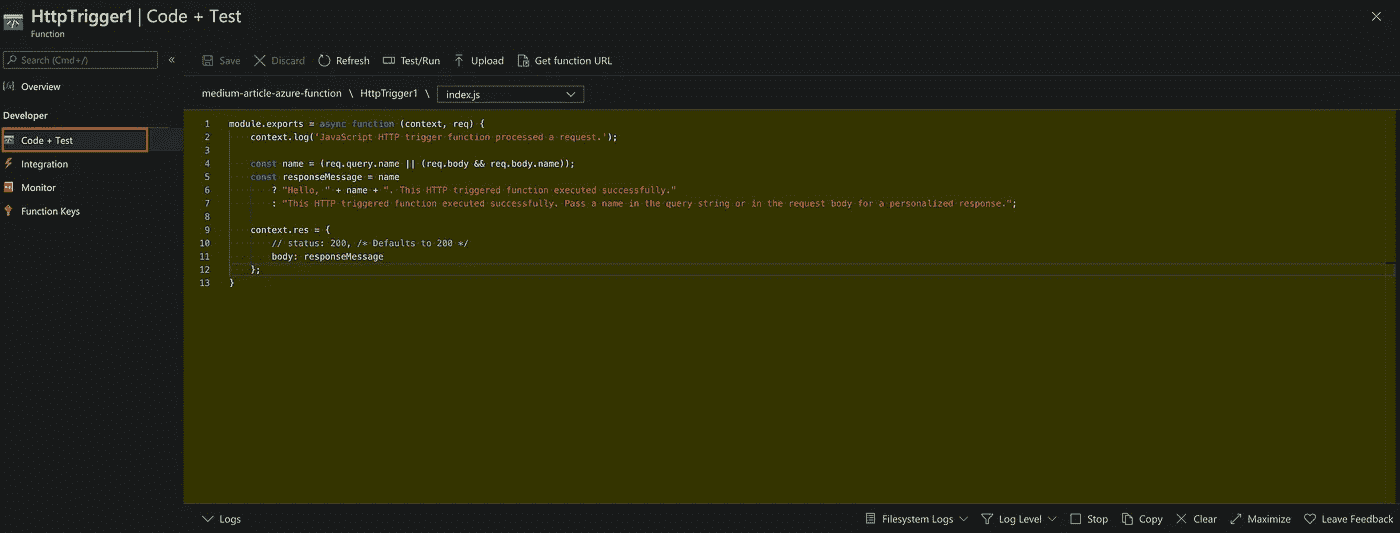 HttpTrigger1 | Code + Test
Function
Search (Cmd+/)
«
Overview
Developer
Code + Test
Integration
Monitor
Function Keys
Save Discard Refresh Test/Run Upload Get function URL
medium-article-azure-function \ HttpTrigger1 \ index.js
1 module.exports = async function (context, req) {
2     context.log('JavaScript HTTP trigger function processed a request.');
3
4     const name = (req.query.name || (req.body && req.body.name));
5     const responseMessage = name
6         ? "Hello, " + name + ". This HTTP triggered function executed successfully."
7         : "This HTTP triggered function executed successfully. Pass a name in the query string or in the request body for a personalized response.";
8
9     context.res = {
10         // status: 200, /* Defaults to 200 */
11         body: responseMessage
12     };
13 }
Logs Filesystem Logs Log Level Stop Copy Clear Maximize Leave Feedback